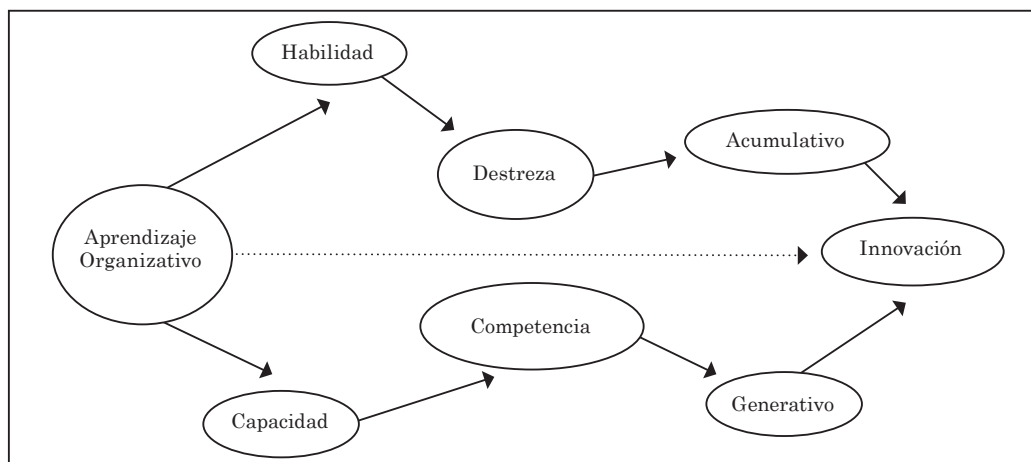 Habilidad
Acumulativo
Destreza
Aprendizaje
Organizativo
Innovación
Competencia
Generativo
Capacidad